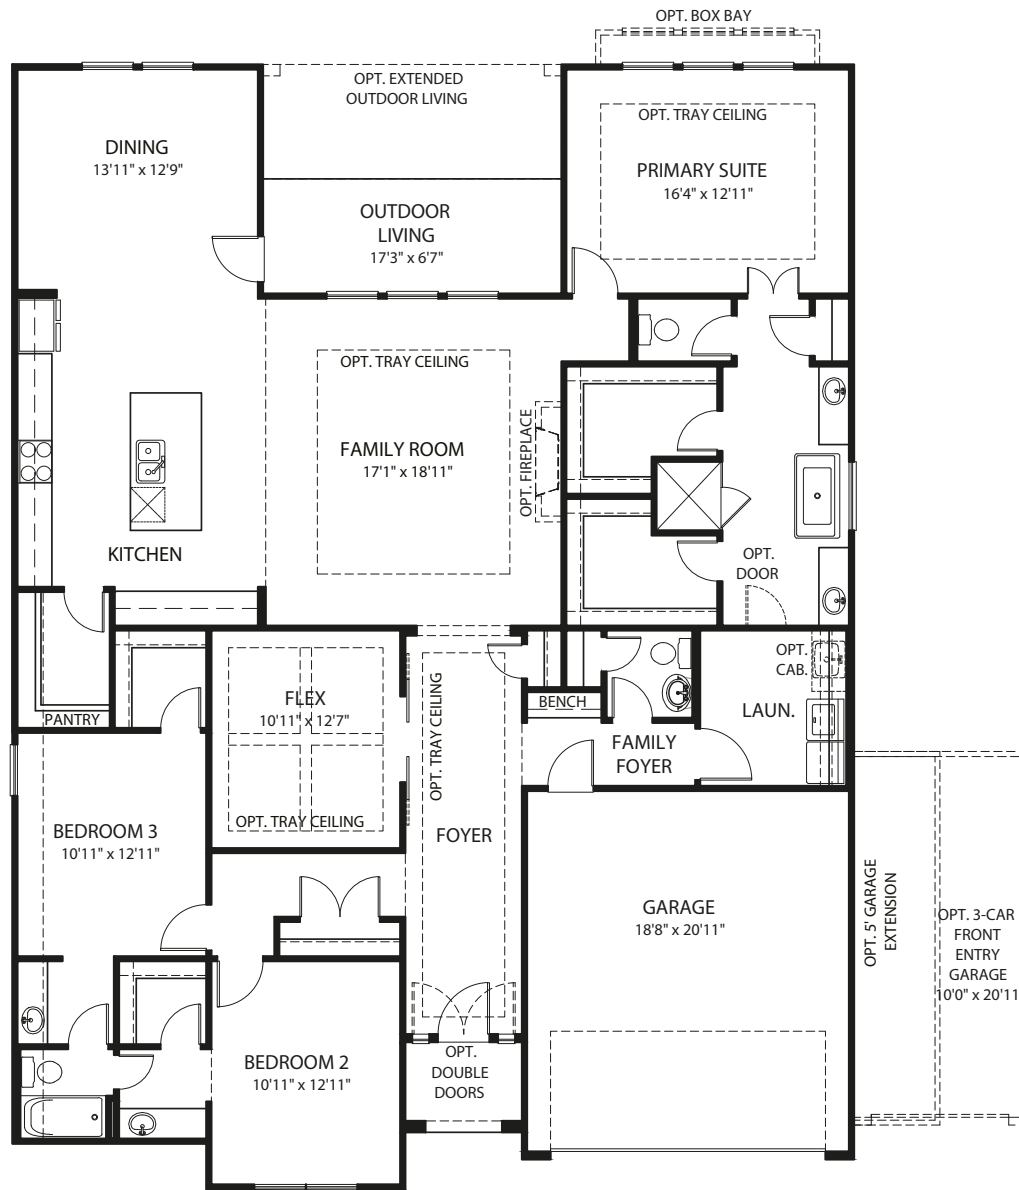 OPT. BOX BAY
OPT. EXTENDED
OUTDOOR LIVING
OPT. TRAY CEILING
DINING
13'11" x 12'9"
PRIMARY SUITE
16'4" x 12'11"
OUTDOOR
LIVING
17'3" x 6'7"
OPT. TRAY CEILING
FAMILY ROOM
17'1" x 18'11"
OPT. FIREPLACE
KITCHEN
OPT.
DOOR
OPT.
CAB.
PANTRY
FLEX
10'11" x 12'7"
OPT. TRAY CEILING
OPT. TRAY CEILING
BENCH
LAUN.
FAMILY
FOYER
BEDROOM 3
10'11" x 12'11"
FOYER
GARAGE
18'8" x 20'11"
OPT. 5' GARAGE
EXTENSION
OPT. 3-CAR
FRONT
ENTRY
GARAGE
10'0" x 20'11
BEDROOM 2
10'11" x 12'11"
OPT.
DOUBLE
DOORS